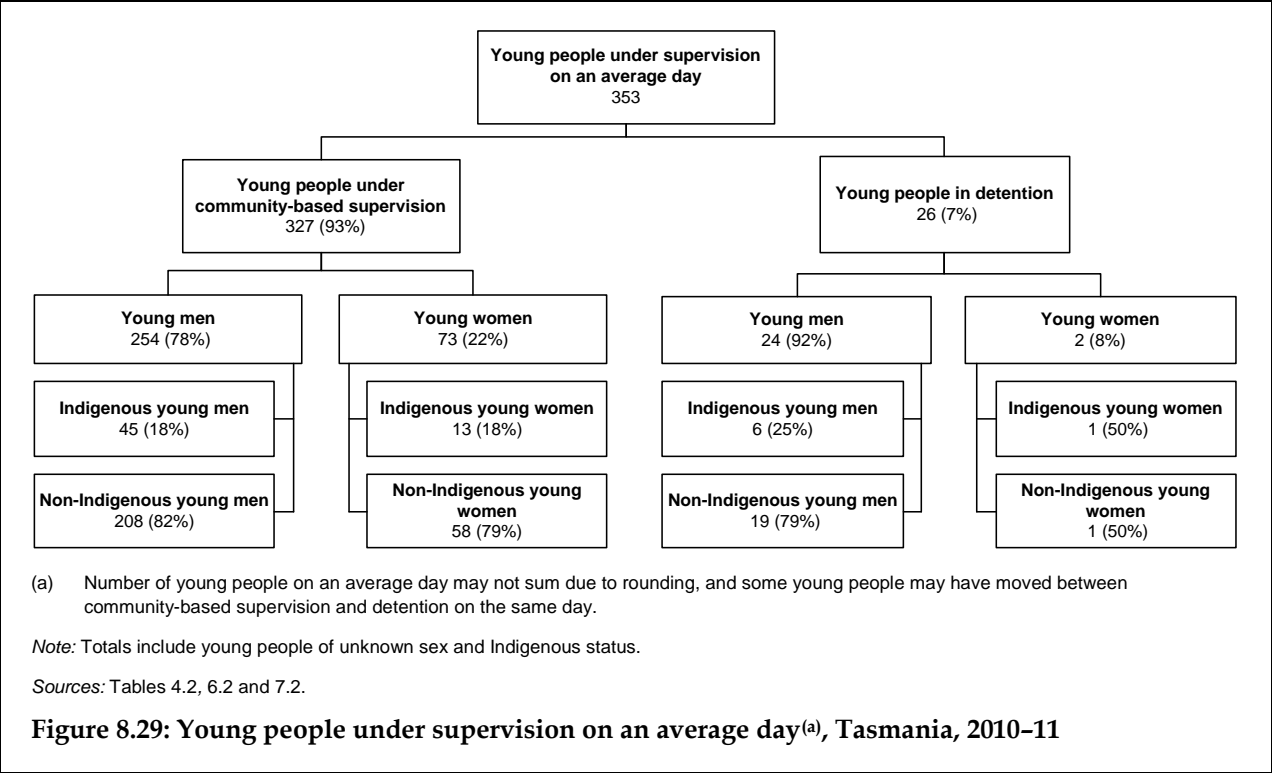 Young people under supervision
on an average day
353
Young people under
community-based supervision
327 (93%)
Young people in detention
26 (7%)
Young men
254 (78%)
Young women
73 (22%)
Young men
24 (92%)
Young women
2 (8%)
Indigenous young men
45 (18%)
Indigenous young women
13 (18%)
Indigenous young men
6 (25%)
Indigenous young women
1 (50%)
Non-Indigenous young men
208 (82%)
Non-Indigenous young
women
58 (79%)
Non-Indigenous young men
19 (79%)
Non-Indigenous young
women
1 (50%)
(a) Number of young people on an average day may not sum due to rounding, and some young people may have moved between
community-based supervision and detention on the same day.
Note: Totals include young people of unknown sex and Indigenous status.
Sources: Tables 4.2, 6.2 and 7.2.
Figure 8.29: Young people under supervision on an average day(a), Tasmania, 2010–11